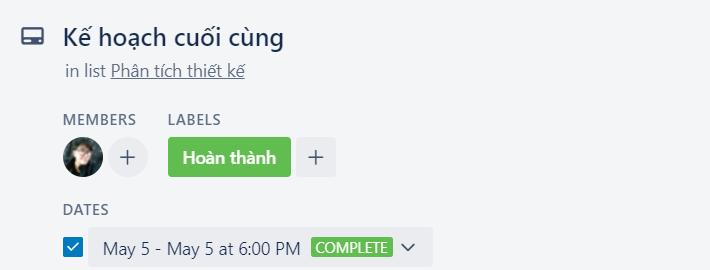 Kế hoạch cuối cùng
in list Phân tích thiết kế
MEMBERS LABELS
Hoàn thành
DATES
May 5 - May 5 at 6:00 PM COMPLETE